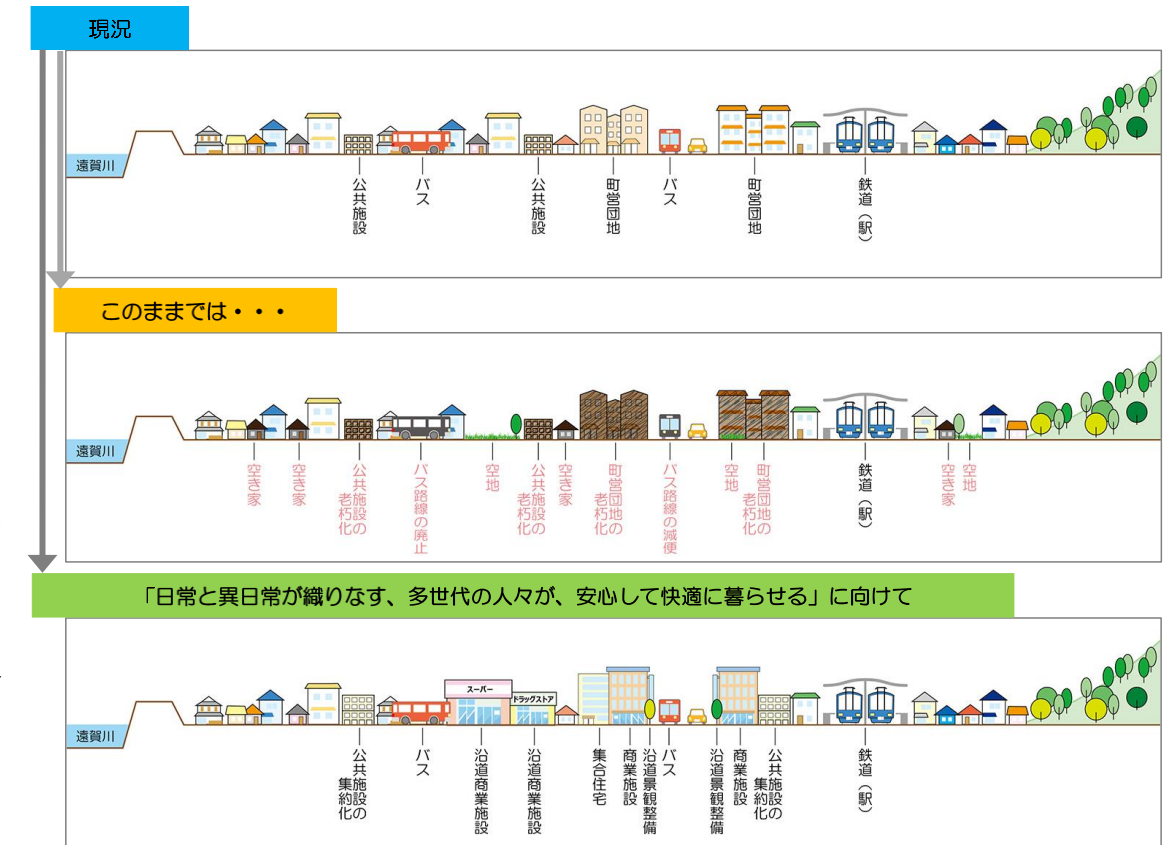 現況
遠賀川
公共施設
バス
公共施設
町営団地
バス
町営団地
鉄道（駅）
このままでは・・・
遠賀川
空き家
空き家
公共施設の
老朽化
バス路線の廃止
空地
公共施設の
老朽化
空き家
町営団地の
老朽化
バス路線の減便
空地
町営団地の
老朽化
鉄道（駅）
空き家
空地
「日常と異日常が織りなす、多世代の人々が、安心して快適に暮らせる」に向けて
スーパー
ドラッグストア
遠賀川
公共施設の
集約化
バス
沿道商業施設
沿道商業施設
集合住宅
商業施設
沿道景観整備
バス
沿道景観整備
商業施設
公共施設の
集約化
鉄道（駅）